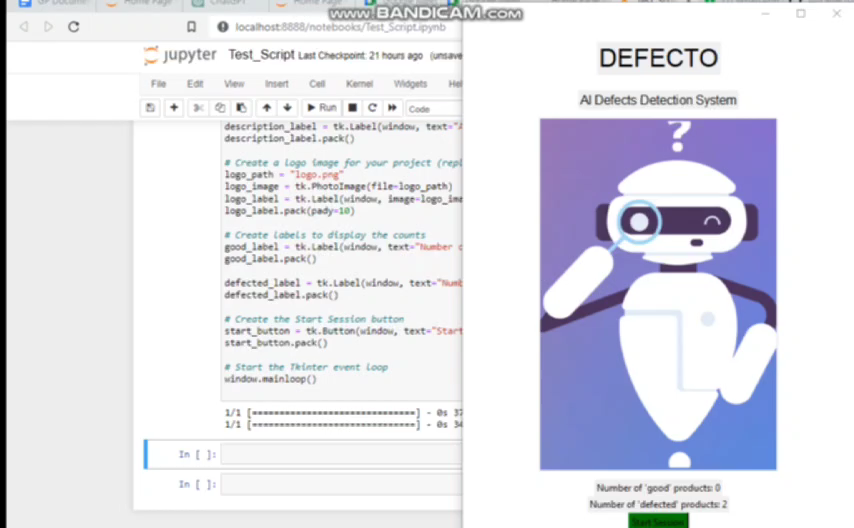 GP Docume
Home Page
ChatGPT
Home Page
www.BANDICAM.com
localhost:8888/notebooks/Test_Script.ipynb
jupyter Test_Script Last Checkpoint: 21 hours ago (unsave
File Edit View Insert Cell Kernel Widgets Hel
Run Code
description_label = tk.Label(window, text="A
description_label.pack()
# Create a logo image for your project (repl
logo_path = "logo.png"
logo_image = tk.PhotoImage(file=logo_path)
logo_label = tk.Label(window, image=logo_ima
logo_label.pack(pady=10)
# Create labels to display the counts
good_label = tk.Label(window, text="Number o
good_label.pack()
defected_label = tk.Label(window, text="Numb
defected_label.pack()
# Create the Start Session button
start_button = tk.Button(window, text="Start
start_button.pack()
# Start the Tkinter event loop
window.mainloop()
1/1 [==============================] - 0s 37
1/1 [==============================] - 0s 34
In [ ]:
In [ ]:
DEFECTO
AI Defects Detection System
?
Number of 'good' products: 0
Number of 'defected' products: 2
Start Session